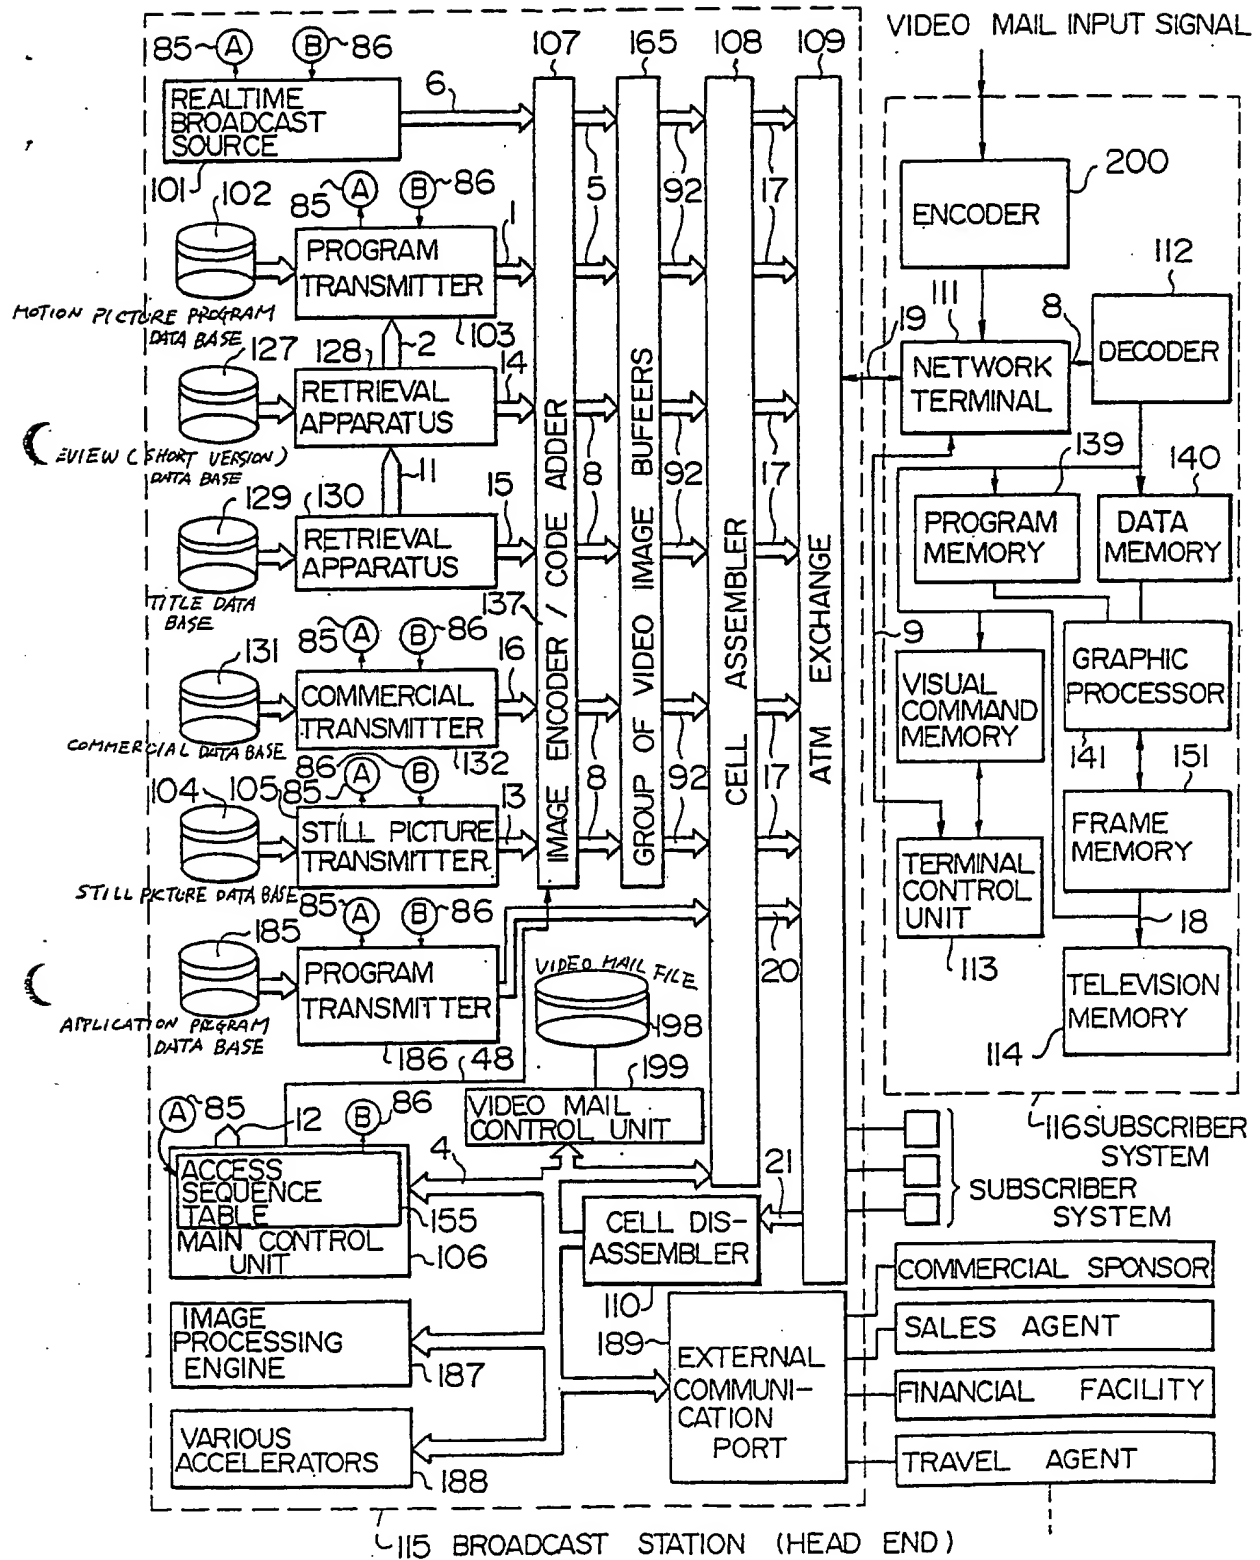 VIDEO MAIL INPUT SIGNAL
85 A B 86 107 165 108 109
REALTIME
BROADCAST
SOURCE
6
101
5 92 17
102
85 A B 86
PROGRAM
TRANSMITTER
1
103
MOTION PICTURE PROGRAM
DATA BASE
127
128
2
14
RETRIEVAL
APPARATUS
8 92 17
EVIEW (SHORT VERSION)
DATA BASE
129
130
11
15
RETRIEVAL
APPARATUS
TITLE DATA
BASE
137
131
85 A B 86
COMMERCIAL
TRANSMITTER
16
132
8 92 17
COMMERCIAL DATA BASE
104
105
86
85 A B
STILL PICTURE
TRANSMITTER
13
STILL PICTURE DATA BASE
185
85 A B 86
PROGRAM
TRANSMITTER
186
APPLICATION PROGRAM
DATA BASE
48
20
IMAGE ENCODER / CODE ADDER
GROUP OF VIDEO IMAGE BUFFERS
CELL ASSEMBLER
ATM EXCHANGE
VIDEO MAIL FILE
198
199
VIDEO MAIL
CONTROL UNIT
A 85 12 B 86
ACCESS
SEQUENCE
TABLE
155
MAIN CONTROL
UNIT
106
4
21
CELL DIS-
ASSEMBLER
110
IMAGE
PROCESSING
ENGINE
187
VARIOUS
ACCELERATORS
188
189
EXTERNAL
COMMUNI-
CATION
PORT
115 BROADCAST STATION (HEAD END)
200
ENCODER
112
111
8
19
NETWORK
TERMINAL
DECODER
139
140
PROGRAM
MEMORY
DATA
MEMORY
9
VISUAL
COMMAND
MEMORY
GRAPHIC
PROCESSOR
141
151
TERMINAL
CONTROL
UNIT
113
FRAME
MEMORY
18
TELEVISION
MEMORY
114
116 SUBSCRIBER
SYSTEM
SUBSCRIBER
SYSTEM
COMMERCIAL SPONSOR
SALES AGENT
FINANCIAL FACILITY
TRAVEL AGENT